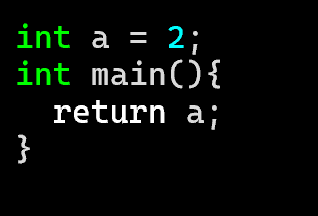 int a = 2;
int main(){
  return a;
}